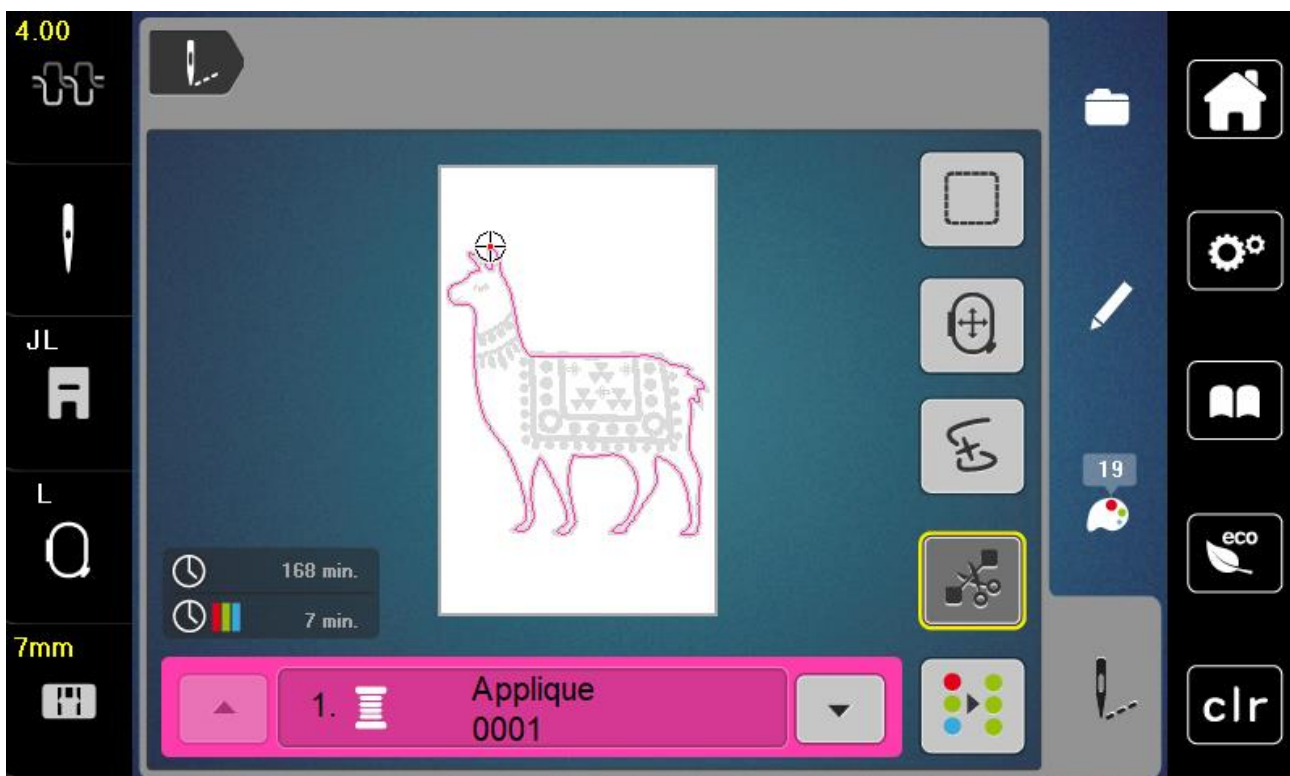 4.00
JL
L
7mm
168 min.
7 min.
1.
Applique
0001
19
eco
clr